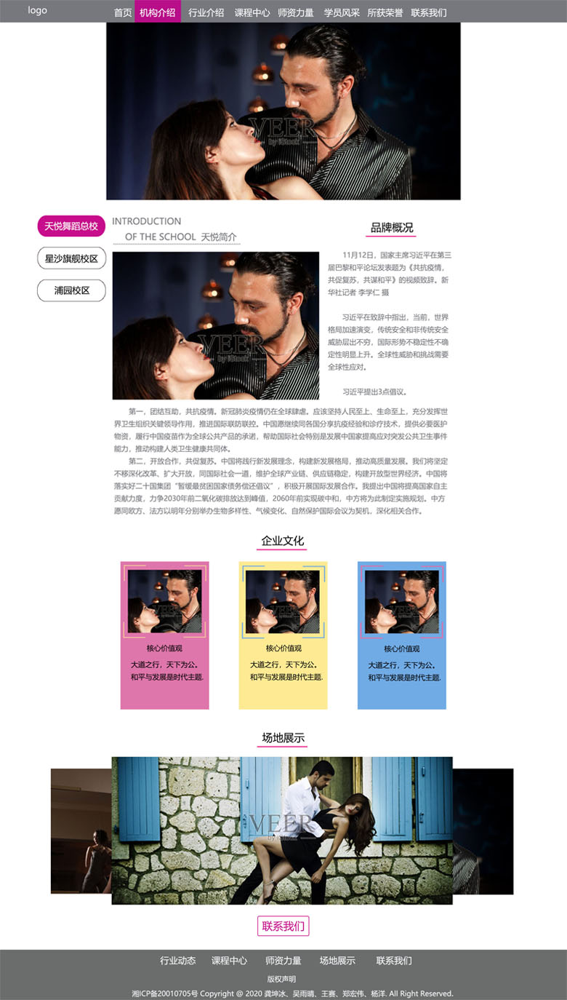 logo
首页 机构介绍 行业介绍 课程中心 师资力量 学员风采 所获荣誉 联系我们
VEER
by iStock
天悦舞蹈总校
星沙旗舰校区
浦园校区
INTRODUCTION
OF THE SCHOOL 天悦简介
VEER
by iStock
品牌概况
11月12日，国家主席习近平在第三
届巴黎和平论坛发表题为《共抗疫情，
共促复苏，共谋和平》的视频致辞。新
华社记者 李学仁 摄
习近平在致辞中指出，当前，世界
格局加速演变，传统安全和非传统安全
威胁层出不穷，国际形势不稳定性不确
定性明显上升。全球性威胁和挑战需要
全球性应对。
习近平提出3点倡议。
第一，团结互助，共抗疫情。新冠肺炎疫情仍在全球肆虐。应该坚持人民至上、生命至上，充分发挥世
界卫生组织关键领导作用，推进国际联防联控。中国愿继续同各国分享抗疫经验和诊疗技术，提供必要医护
物资，履行中国疫苗作为全球公共产品的承诺，帮助国际社会特别是发展中国家提高应对突发公共卫生事件
能力，推动构建人类卫生健康共同体。
第二，开放合作，共促复苏。中国将践行新发展理念，构建新发展格局，推动高质量发展。我们将坚定
不移深化改革、扩大开放，同国际社会一道，维护全球产业链、供应链稳定，构建开放型世界经济。中国将
落实好二十国集团“暂缓最贫困国家债务偿还倡议”，积极开展国际发展合作。我提出中国将提高国家自主
贡献力度，力争2030年前二氧化碳排放达到峰值，2060年前实现碳中和，中方将为此制定实施规划。中方
愿同欧方、法方以明年分别举办生物多样性、气候变化、自然保护国际会议为契机，深化相关合作。
企业文化
VEER
by iStock
核心价值观
大道之行，天下为公。
和平与发展是时代主题.
VEER
by iStock
核心价值观
大道之行，天下为公。
和平与发展是时代主题.
VEER
by iStock
核心价值观
大道之行，天下为公。
和平与发展是时代主题.
场地展示
VEER
by iStock
联系我们
行业动态 课程中心 师资力量 场地展示 联系我们
版权声明
湘ICP备20010705号 Copyright @ 2020 龚坤冰、吴雨晴、王赛、郑宏伟、杨洋. All Right Reserved.